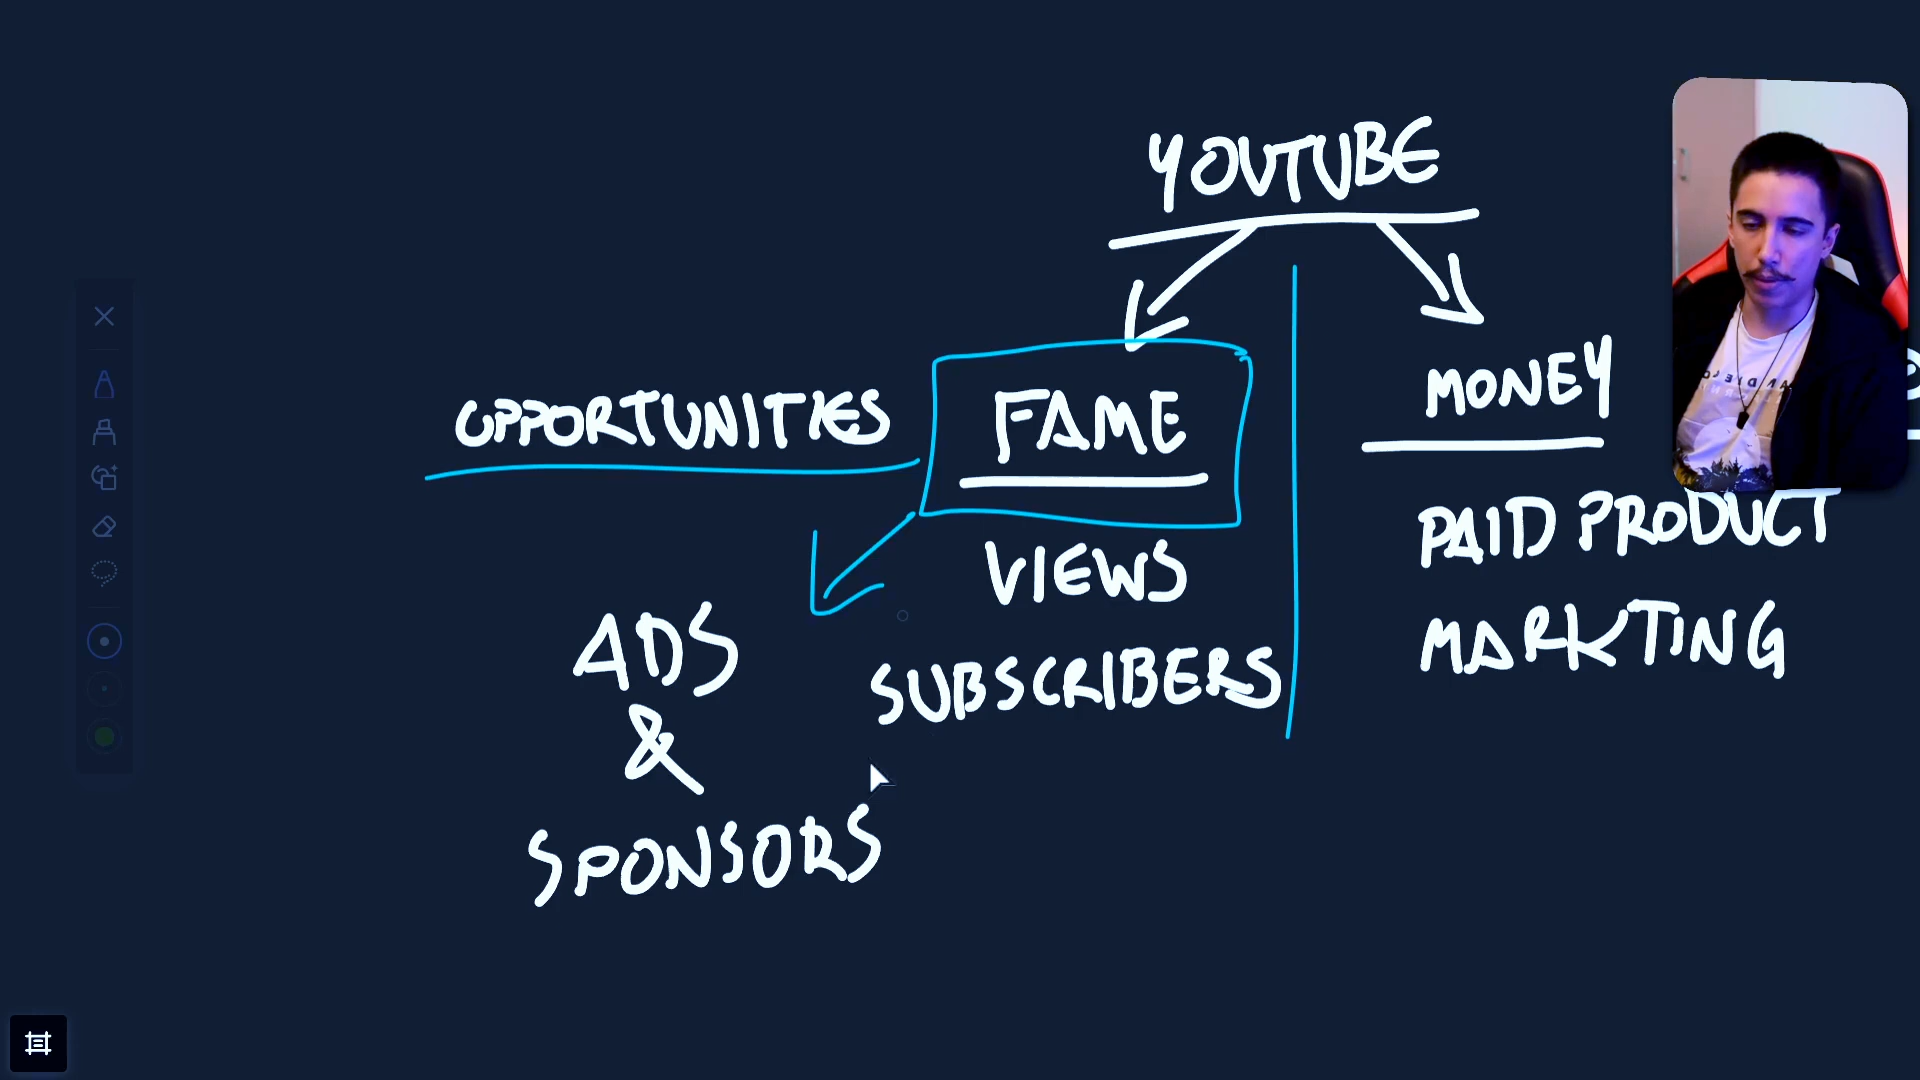 YOUTUBE
OPPORTUNITIES
FAME
VIEWS
SUBSCRIBERS
ADS
&
SPONSORS
MONEY
PAID PRODUCT
MARKTING